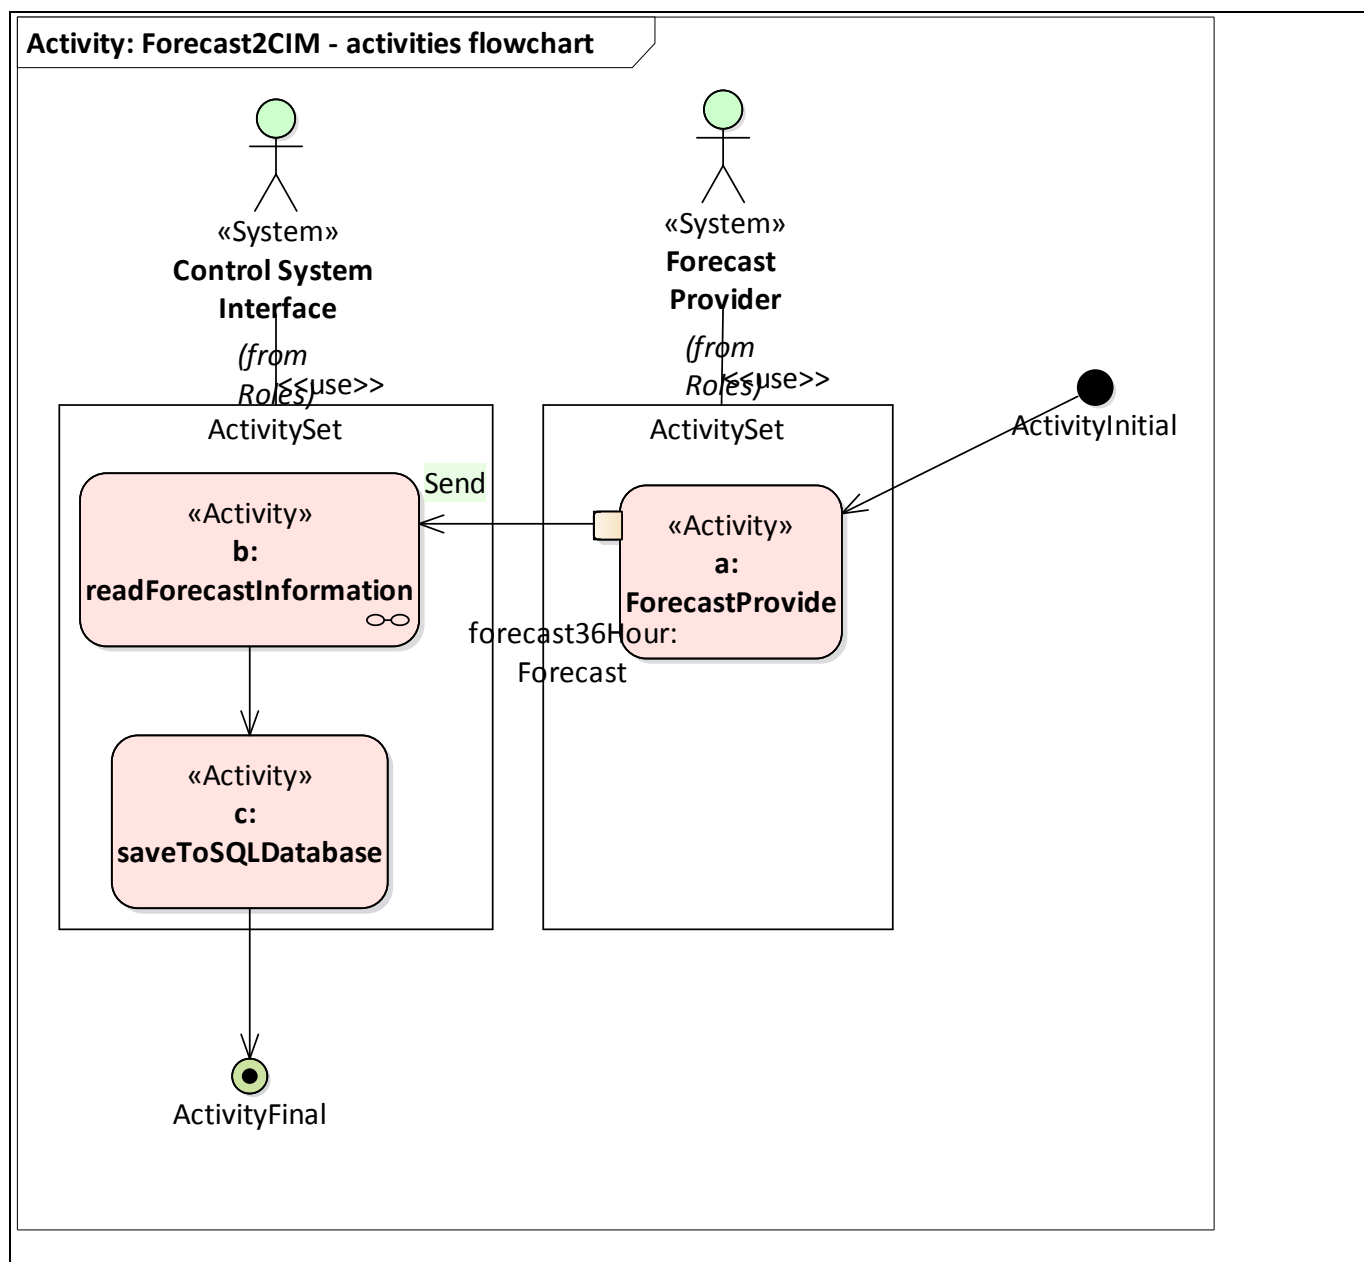 Activity: Forecast2CIM - activities flowchart
«System»
Control System
Interface
(from
Roles)
<<use>>
«System»
Forecast
Provider
(from
Roles)
<<use>>
ActivityInitial
ActivitySet
ActivitySet
Send
«Activity»
b:
readForecastInformation
«Activity»
a:
ForecastProvide
forecast36Hour:
Forecast
«Activity»
c:
saveToSQLDatabase
ActivityFinal